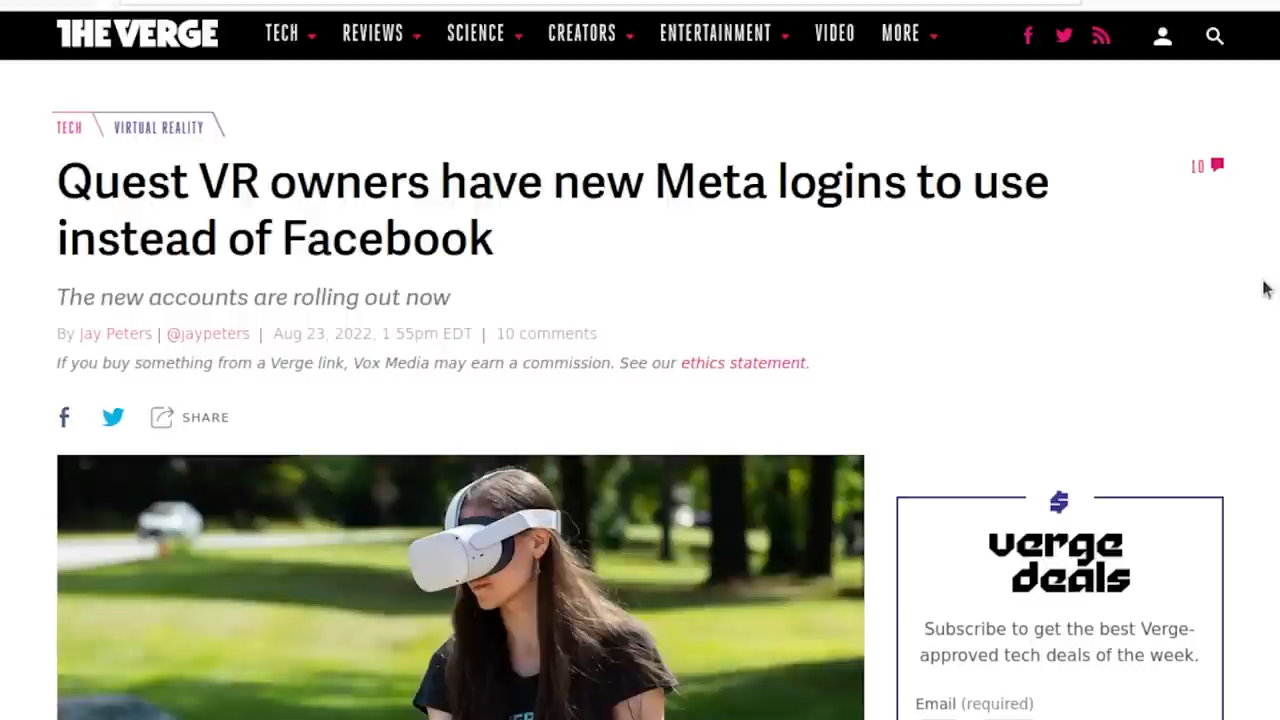 THE VERGE
TECH REVIEWS SCIENCE CREATORS ENTERTAINMENT VIDEO MORE
TECH VIRTUAL REALITY
Quest VR owners have new Meta logins to use
instead of Facebook
10
The new accounts are rolling out now
By Jay Peters | @jaypeters | Aug 23, 2022, 1:55pm EDT | 10 comments
If you buy something from a Verge link, Vox Media may earn a commission. See our ethics statement.
SHARE
verge
deals
Subscribe to get the best Verge-
approved tech deals of the week.
Email (required)